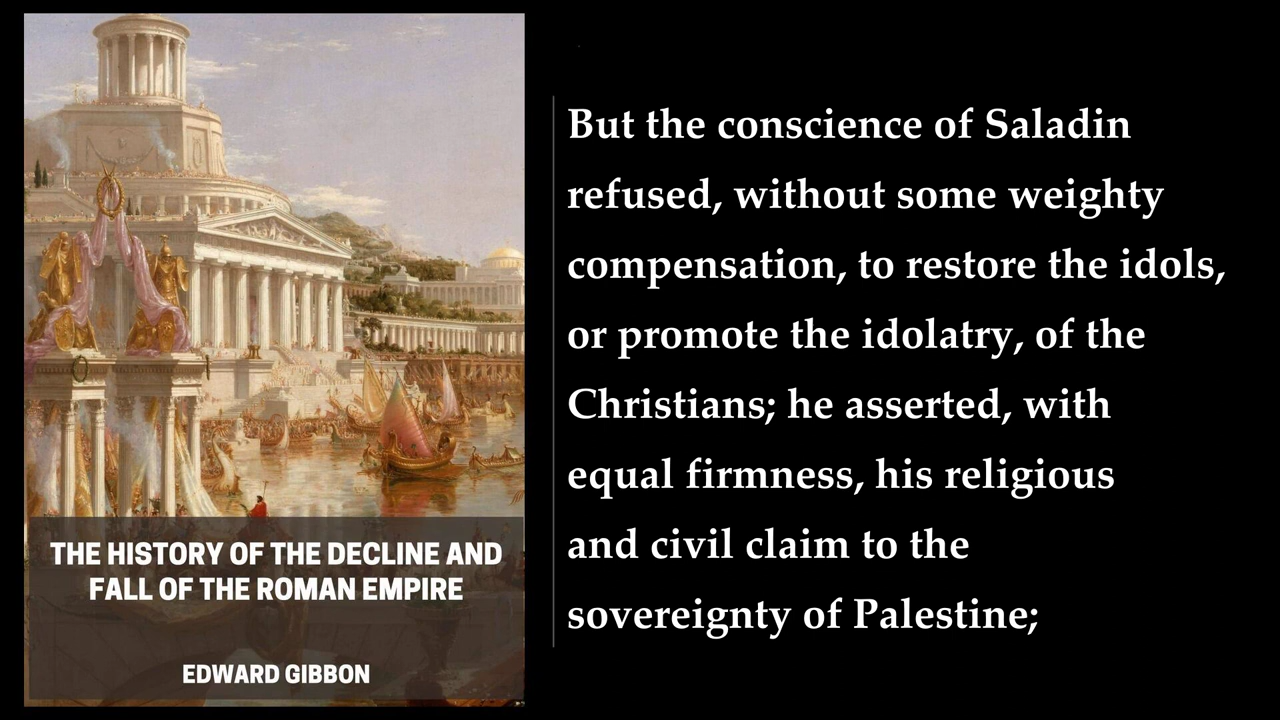 THE HISTORY OF THE DECLINE AND
FALL OF THE ROMAN EMPIRE
EDWARD GIBBON
But the conscience of Saladin
refused, without some weighty
compensation, to restore the idols,
or promote the idolatry, of the
Christians; he asserted, with
equal firmness, his religious
and civil claim to the
sovereignty of Palestine;